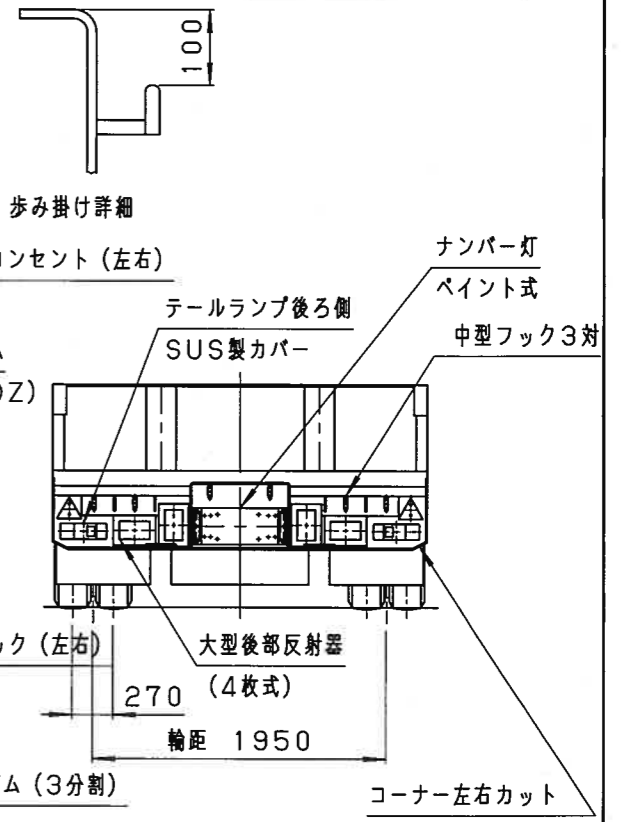 100
歩み掛け詳細
ンセント (左右)
ナンバー灯
ペイント式
テールランプ後ろ側
SUS製カバー
中型フック3対
Z)
ック (左右)
大型後部反射器
(4枚式)
270
輪距 1950
ム (3分割)
コーナー左右カット